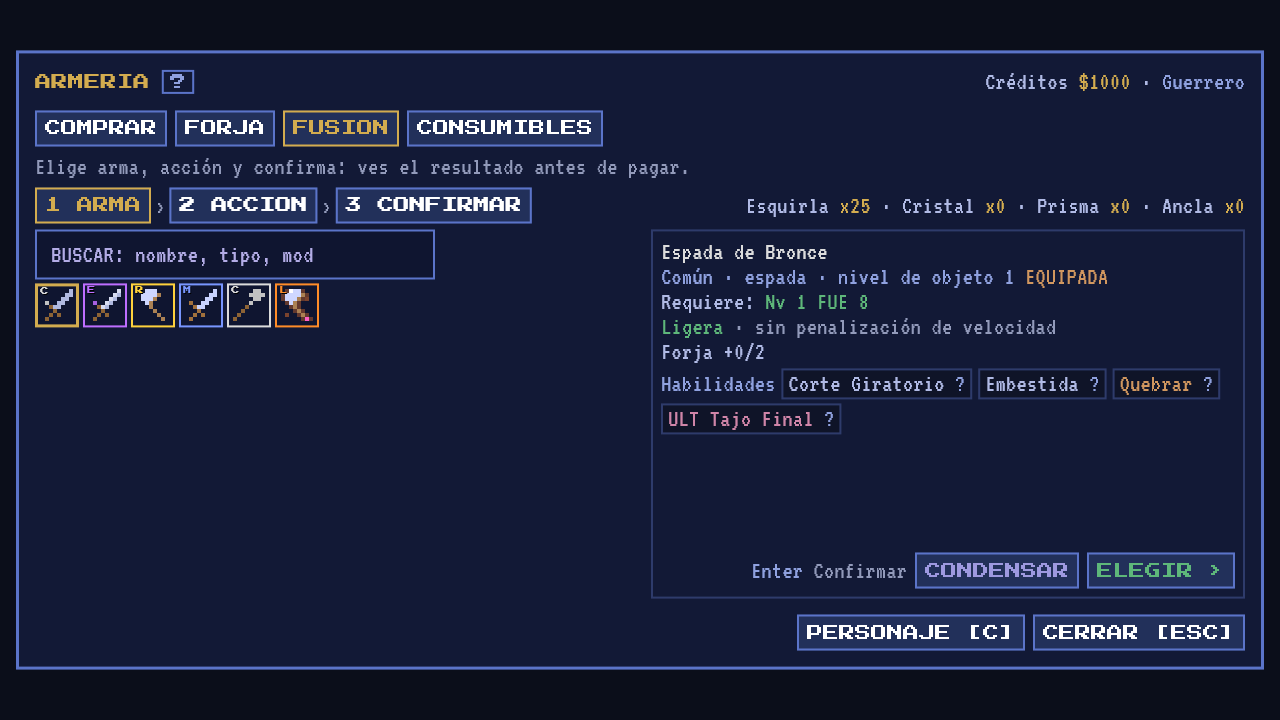 ARMERIA ? Créditos $1000 · Guerrero
COMPRAR FORJA FUSION CONSUMIBLES
Elige arma, acción y confirma: ves el resultado antes de pagar.
1 ARMA › 2 ACCION › 3 CONFIRMAR
Esquirla x25 · Cristal x0 · Prisma x0 · Ancla x0
BUSCAR: nombre, tipo, mod
C E R M C L
Espada de Bronce
Común · espada · nivel de objeto 1 EQUIPADA
Requiere: Nv 1 FUE 8
Ligera · sin penalización de velocidad
Forja +0/2
Habilidades Corte Giratorio ? Embestida ? Quebrar ?
ULT Tajo Final ?
Enter Confirmar CONDENSAR ELEGIR >
PERSONAJE [C] CERRAR [ESC]